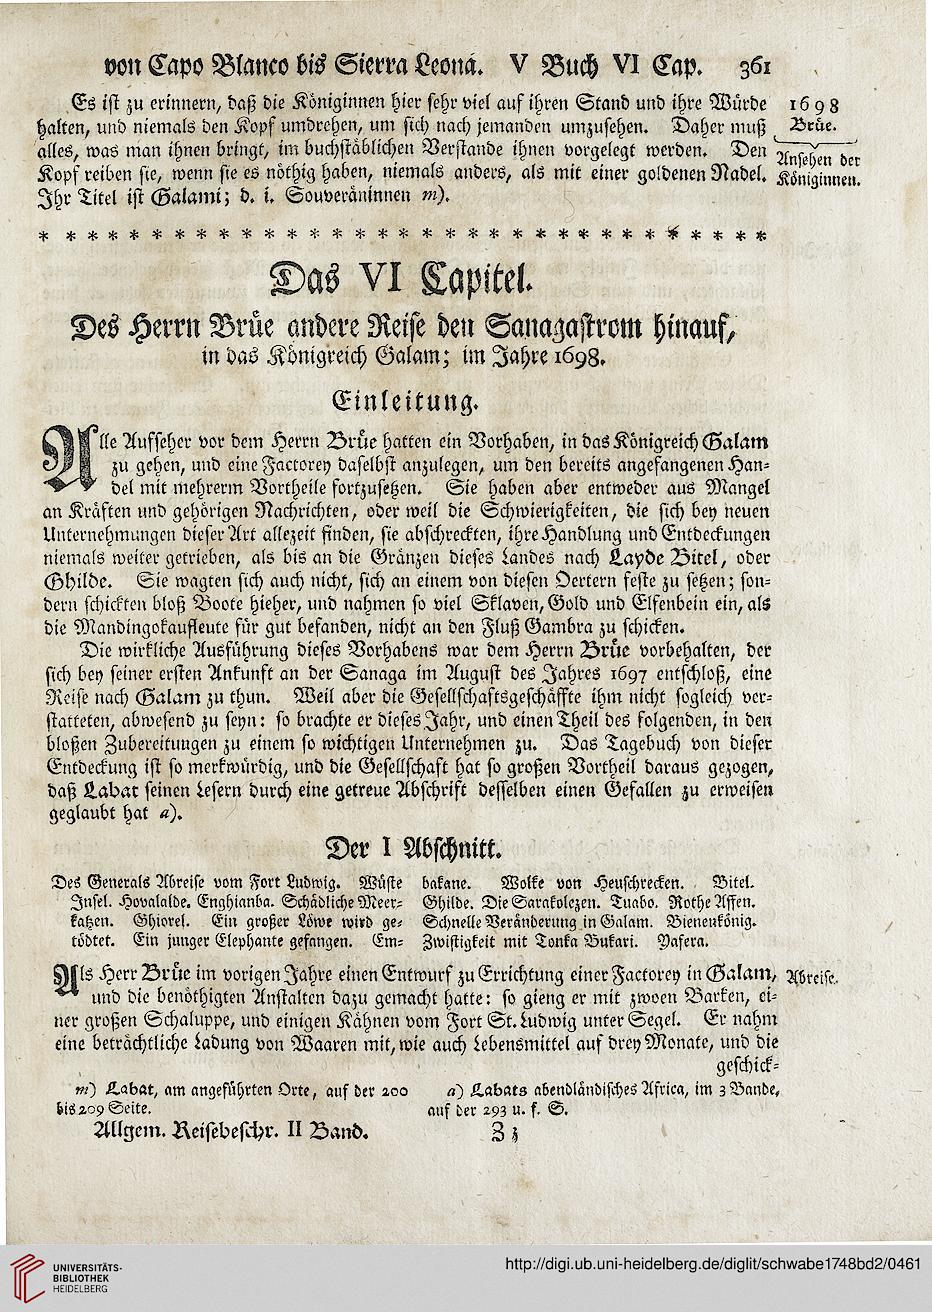 von Capo Blanco bis Sierra Leona. V Buch VI Cap. 361
Es ist zu erinnern, daß die Königinnen hier sehr viel auf ihren Stand und ihre Würde
halten, und niemals den Kopf umdrehen, um sich nach jemanden umzusehen. Daher muß
alles, was man ihnen bringt, im buchstäblichen Verstande ihnen vorgelegt werden. Den
Kopf reiben sie, wenn sie es nöthig haben, niemals anders, als mit einer goldenen Nadel.
Ihr Titel ist Galami; d. i. Souveräninnen m).
1698
Brüe.
Ansehen der
Königinnen.
* * * * * * * * * * * * * * * * * * * * * * * * * * * * * * * * *
Das VI Capitel.
Des Herrn Brüe andere Reise den Sanagastrom hinauf,
in das Königreich Galam; im Jahre 1698.
Einleitung.
Alle Aufseher vor dem Herrn Brüe hatten ein Vorhaben, in das Königreich Galam
zu gehen, und eine Factorey daselbst anzulegen, um den bereits angefangenen Han-
del mit mehrerm Vortheile fortzusetzen. Sie haben aber entweder aus Mangel
an Kräften und gehörigen Nachrichten, oder weil die Schwierigkeiten, die sich bey neuen
Unternehmungen dieser Art allezeit finden, sie abschreckten, ihre Handlung und Entdeckungen
niemals weiter getrieben, als bis an die Gränzen dieses Landes nach Layde Bitel, oder
Ghilde. Sie wagten sich auch nicht, sich an einem von diesen Oertern feste zu setzen; son-
dern schickten bloß Boote hieher, und nahmen so viel Sklaven, Gold und Elfenbein ein, als
die Mandingokaufleute für gut befanden, nicht an den Fluß Gambra zu schicken.
Die wirkliche Ausführung dieses Vorhabens war dem Herrn Brüe vorbehalten, der
sich bey seiner ersten Ankunft an der Sanaga im August des Jahres 1697 entschloß, eine
Reise nach Galam zu thun. Weil aber die Gesellschaftsgeschäffte ihm nicht sogleich ver-
statteten, abwesend zu seyn: so brachte er dieses Jahr, und einen Theil des folgenden, in den
bloßen Zubereitungen zu einem so wichtigen Unternehmen zu. Das Tagebuch von dieser
Entdeckung ist so merkwürdig, und die Gesellschaft hat so großen Vortheil daraus gezogen,
daß Labat seinen Lesern durch eine getreue Abschrift desselben einen Gefallen zu erweisen
geglaubt hat a).
Der I Abschnitt.
Des Generals Abreise vom Fort Ludwig. Wüste
Insel. Hovalalde. Enghianba. Schädliche Meer-
katzen. Ghiorel. Ein großer Löwe wird ge-
tödtet. Ein junger Elephante gefangen. Em-
bakane. Wolke von Heuschrecken. Bitel.
Ghilde. Die Sarakolezen. Tuabo. Rothe Affen.
Schnelle Veränderung in Galam. Bienenkönig.
Zwistigkeit mit Tonka Bukari. Yafera.
Als Herr Brüe im vorigen Jahre einen Entwurf zu Errichtung einer Factorey in Galam,
und die benöthigten Anstalten dazu gemacht hatte: so gieng er mit zwoen Barken, ei-
ner großen Schaluppe, und einigen Kähnen vom Fort St. Ludwig unter Segel. Er nahm
eine beträchtliche Ladung von Waaren mit, wie auch Lebensmittel auf drey Monate, und die
geschick-
Abreise.
m) Labat, am angeführten Orte, auf der 200
bis 209 Seite.
a) Labats abendländisches Africa, im 3 Bande,
auf der 293 u. f. S.
Allgem. Reisebeschr. II Band. Zz
UNIVERSITÄTS-
BIBLIOTHEK
HEIDELBERG
http://digi.ub.uni-heidelberg.de/diglit/schwabe1748bd2/0461